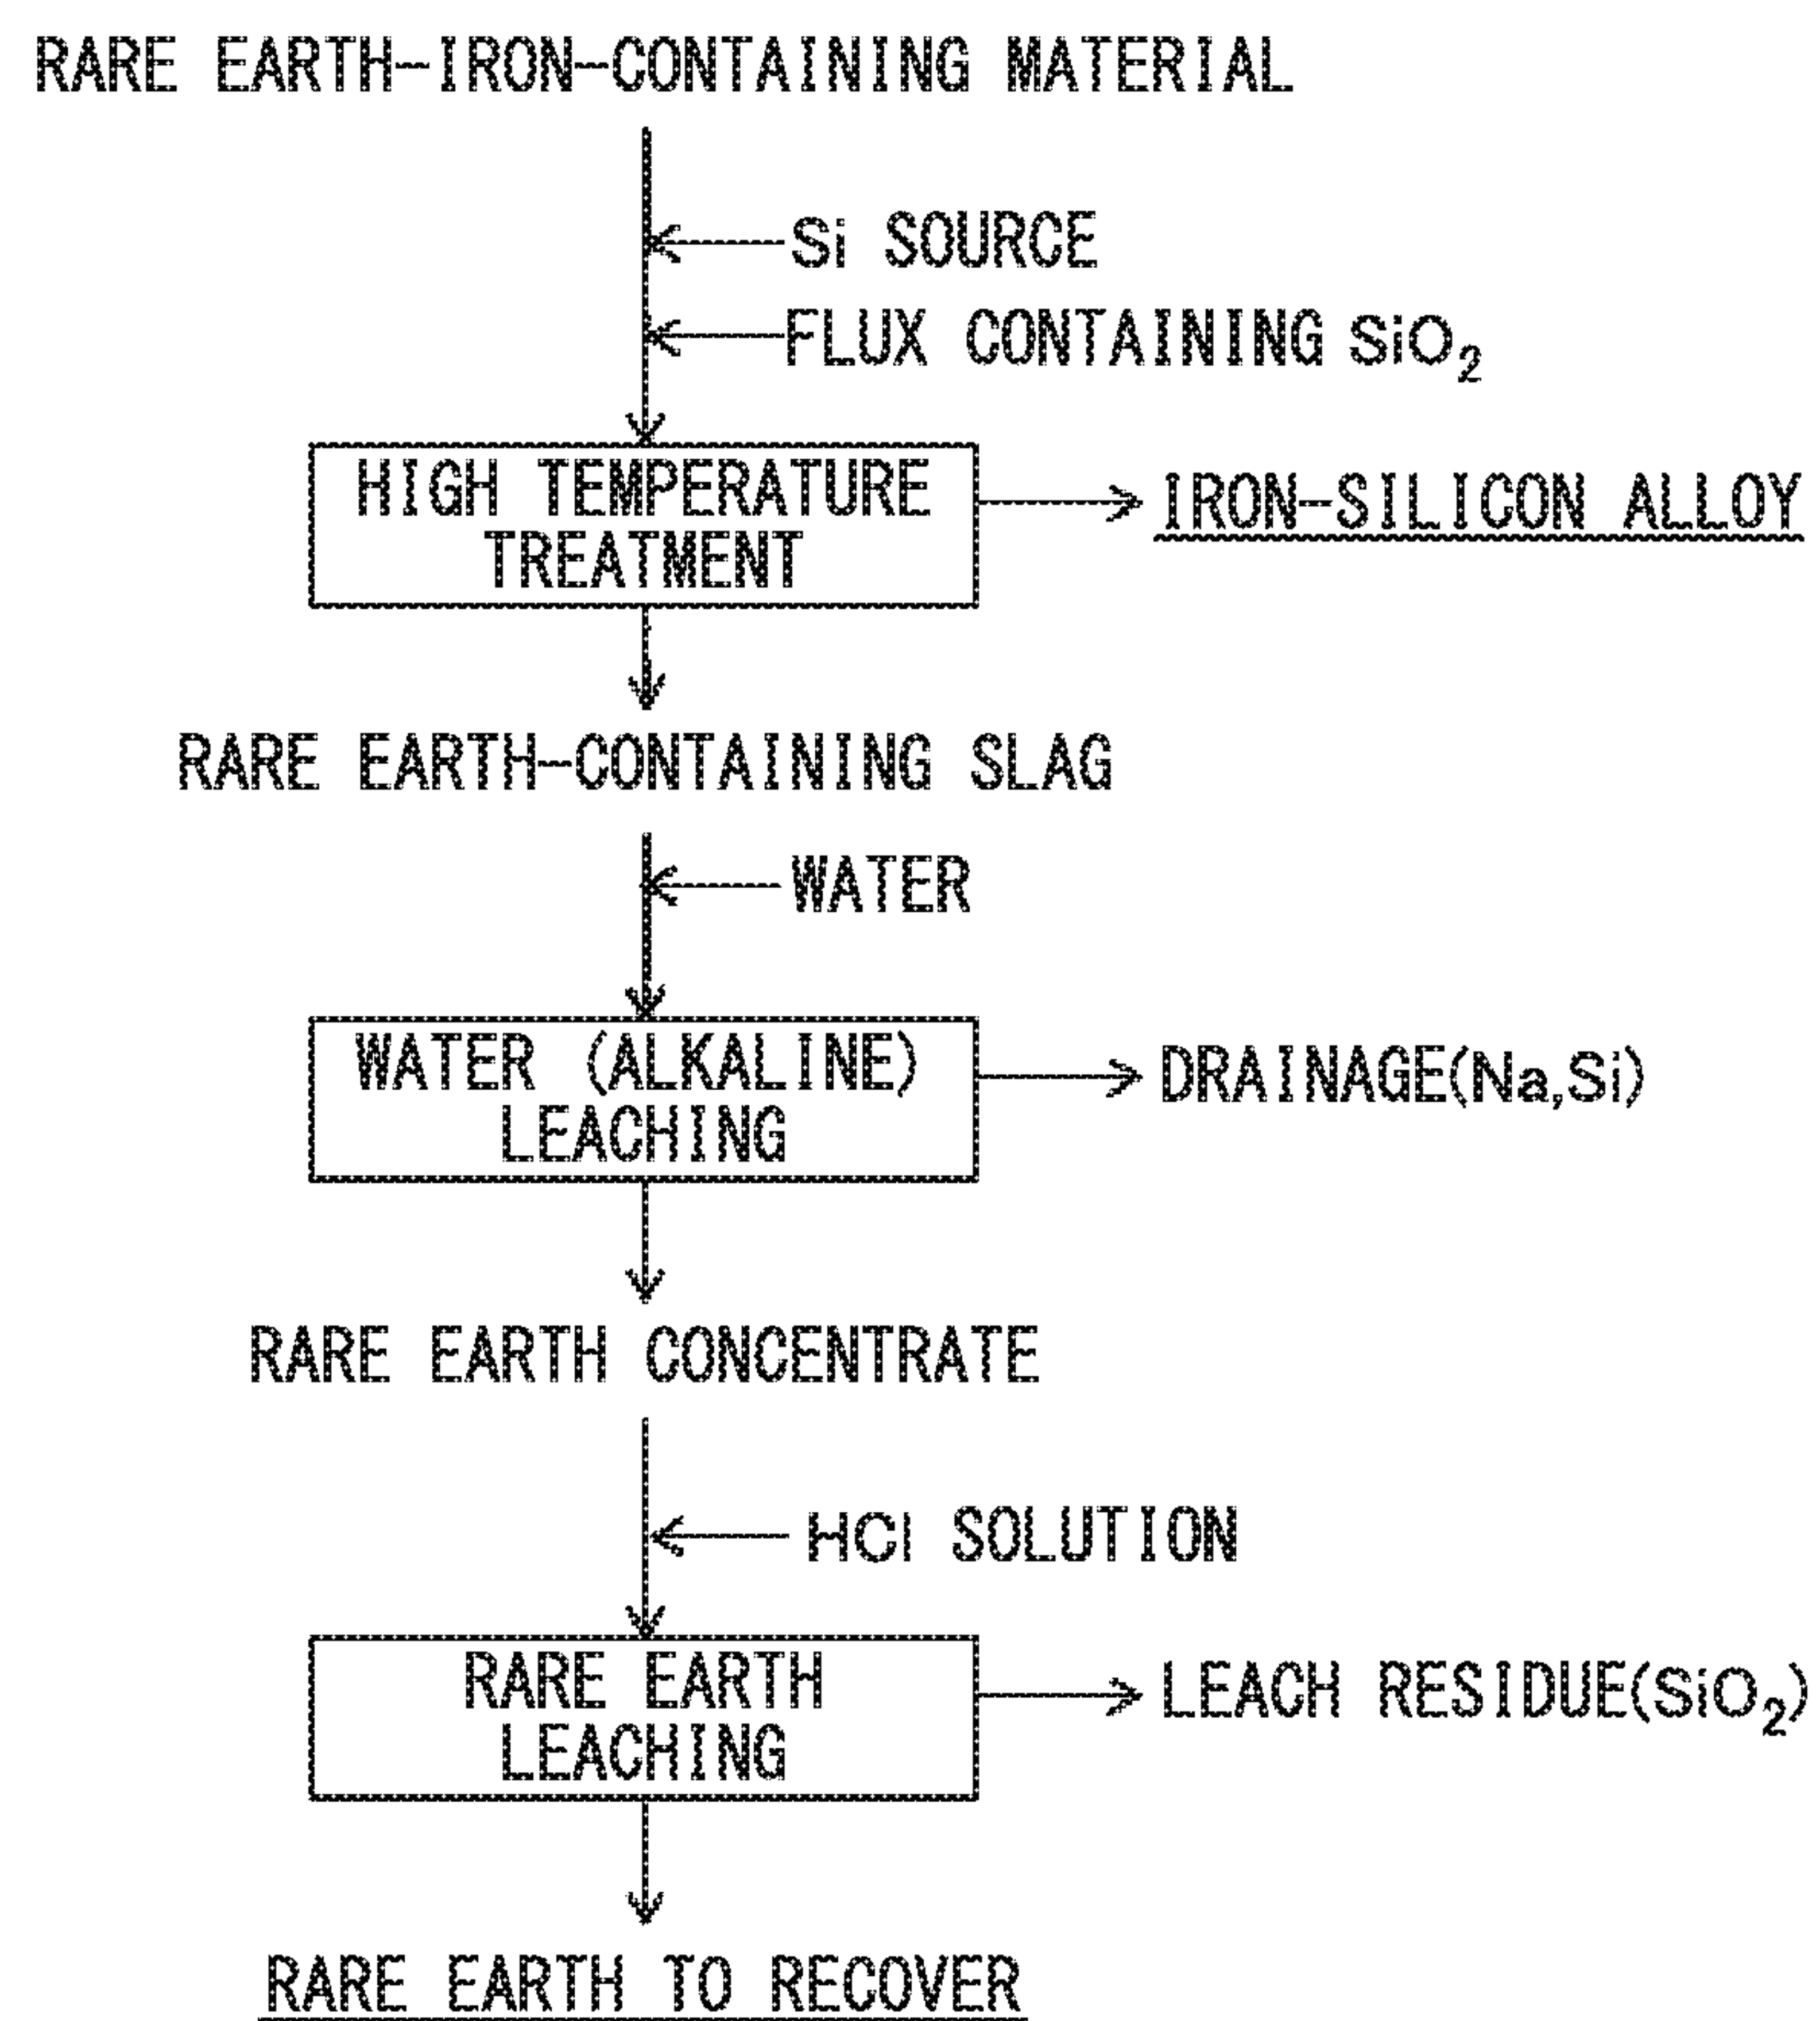 RARE EARTH-IRON-CONTAINING MATERIAL
Si SOURCE
FLUX CONTAINING SiO₂
HIGH TEMPERATURE
TREATMENT
IRON-SILICON ALLOY
RARE EARTH-CONTAINING SLAG
WATER
WATER (ALKALINE)
LEACHING
DRAINAGE(Na,Si)
RARE EARTH CONCENTRATE
HCl SOLUTION
RARE EARTH
LEACHING
LEACH RESIDUE(SiO₂)
RARE EARTH TO RECOVER